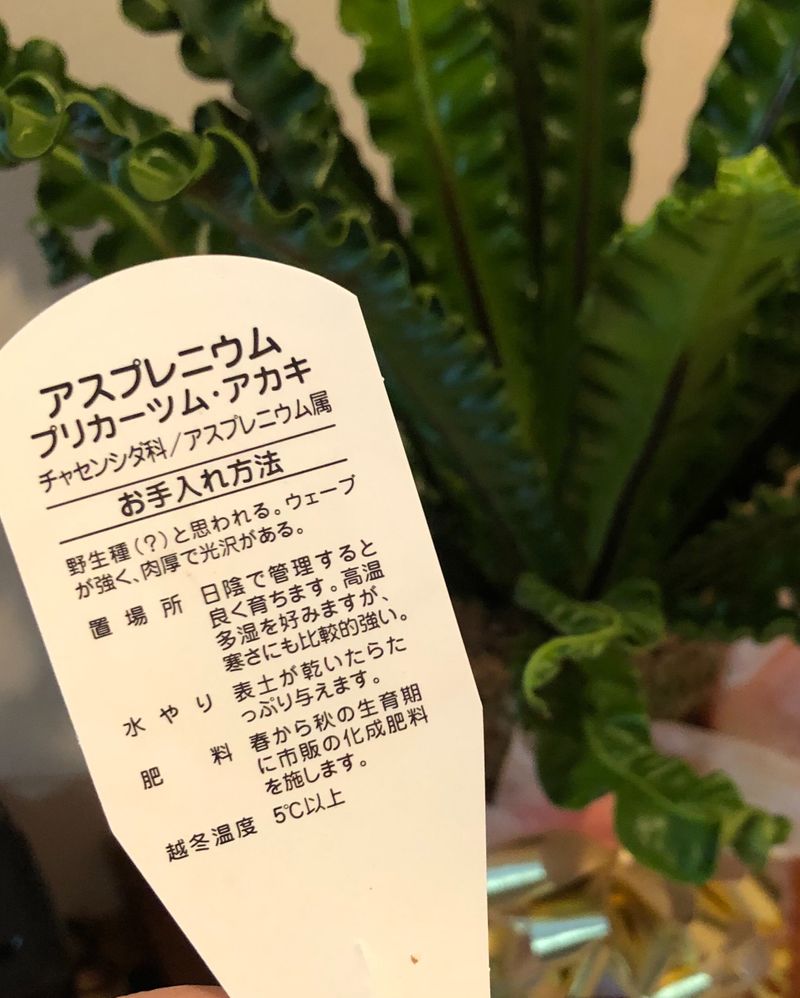 アスプレニウム
プリカーツム・アカキ
チャセンシダ科/アスプレニウム属
お手入れ方法
野生種(?)と思われる。ウェーブ
が強く、肉厚で光沢がある。
置場所 日陰で管理すると
良く育ちます。高温
多湿を好みますが、
寒さにも比較的強い。
水やり 表土が乾いたらた
っぷり与えます。
肥料 春から秋の生育期
に市販の化成肥料
を施します。
越冬温度 5℃以上